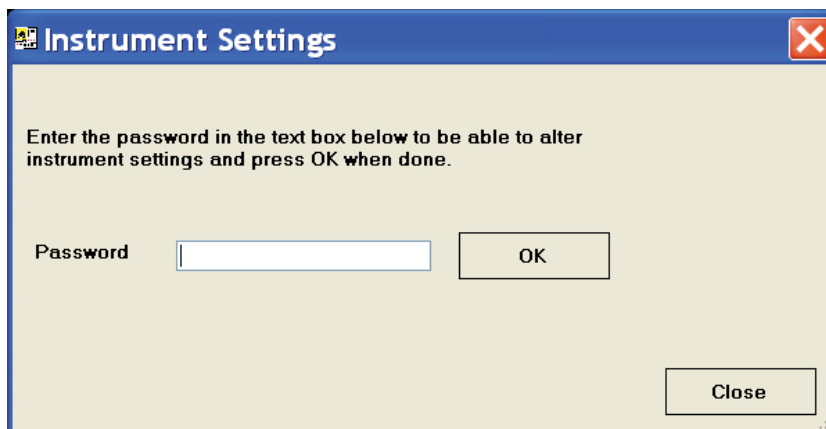 Instrument Settings
Enter the password in the text box below to be able to alter
instrument settings and press OK when done.
Password
OK
Close